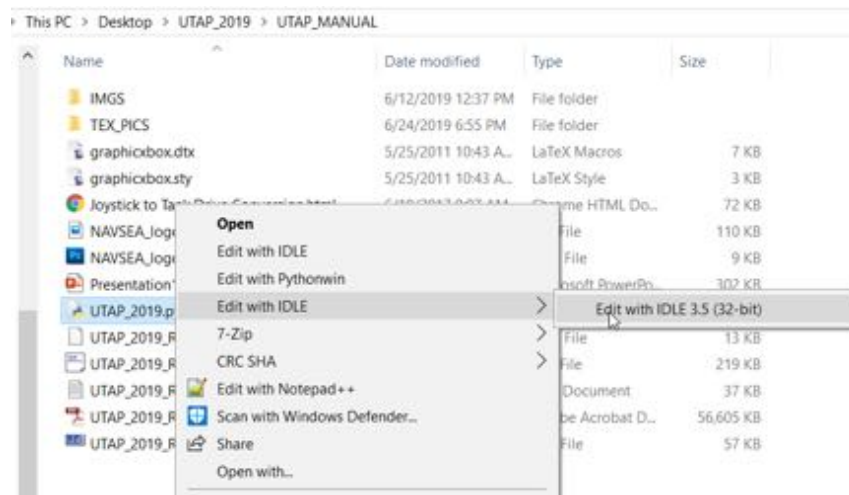 This PC > Desktop > UTAP_2019 > UTAP_MANUAL
Name Date modified Type Size
IMGS 6/12/2019 12:37 PM File folder
TEX_PICS 6/24/2019 6:55 PM File folder
graphicxbox.dtx 5/25/2011 10:43 A... LaTeX Macros 7 KB
graphicxbox.sty 5/25/2011 10:43 A... LaTeX Style 3 KB
Joystick to 72 KB
NAVSEA_log File 110 KB
NAVSEA_log File 9 KB
Presentation 302 KB
UTAP_2019.p
UTAP_2019_R File 13 KB
UTAP_2019_R File 219 KB
UTAP_2019_R Document 37 KB
UTAP_2019_R be Acrobat D... 56,605 KB
UTAP_2019_R File 57 KB
Open
Edit with IDLE
Edit with Pythonwin
Edit with IDLE >
Edit with IDLE 3.5 (32-bit)
7-Zip >
CRC SHA >
Edit with Notepad++
Scan with Windows Defender...
Share
Open with...